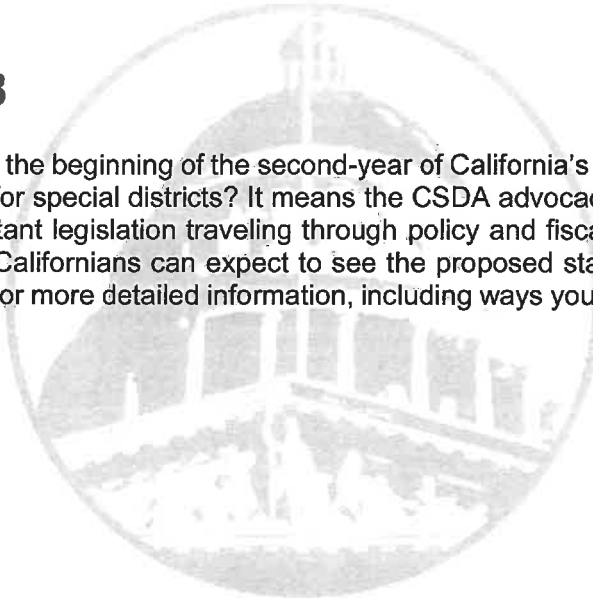 the beginning of the second-year of California's
or special districts? It means the CSDA advocac
tant legislation traveling through policy and fisca
Californians can expect to see the proposed sta
or more detailed information, including ways you